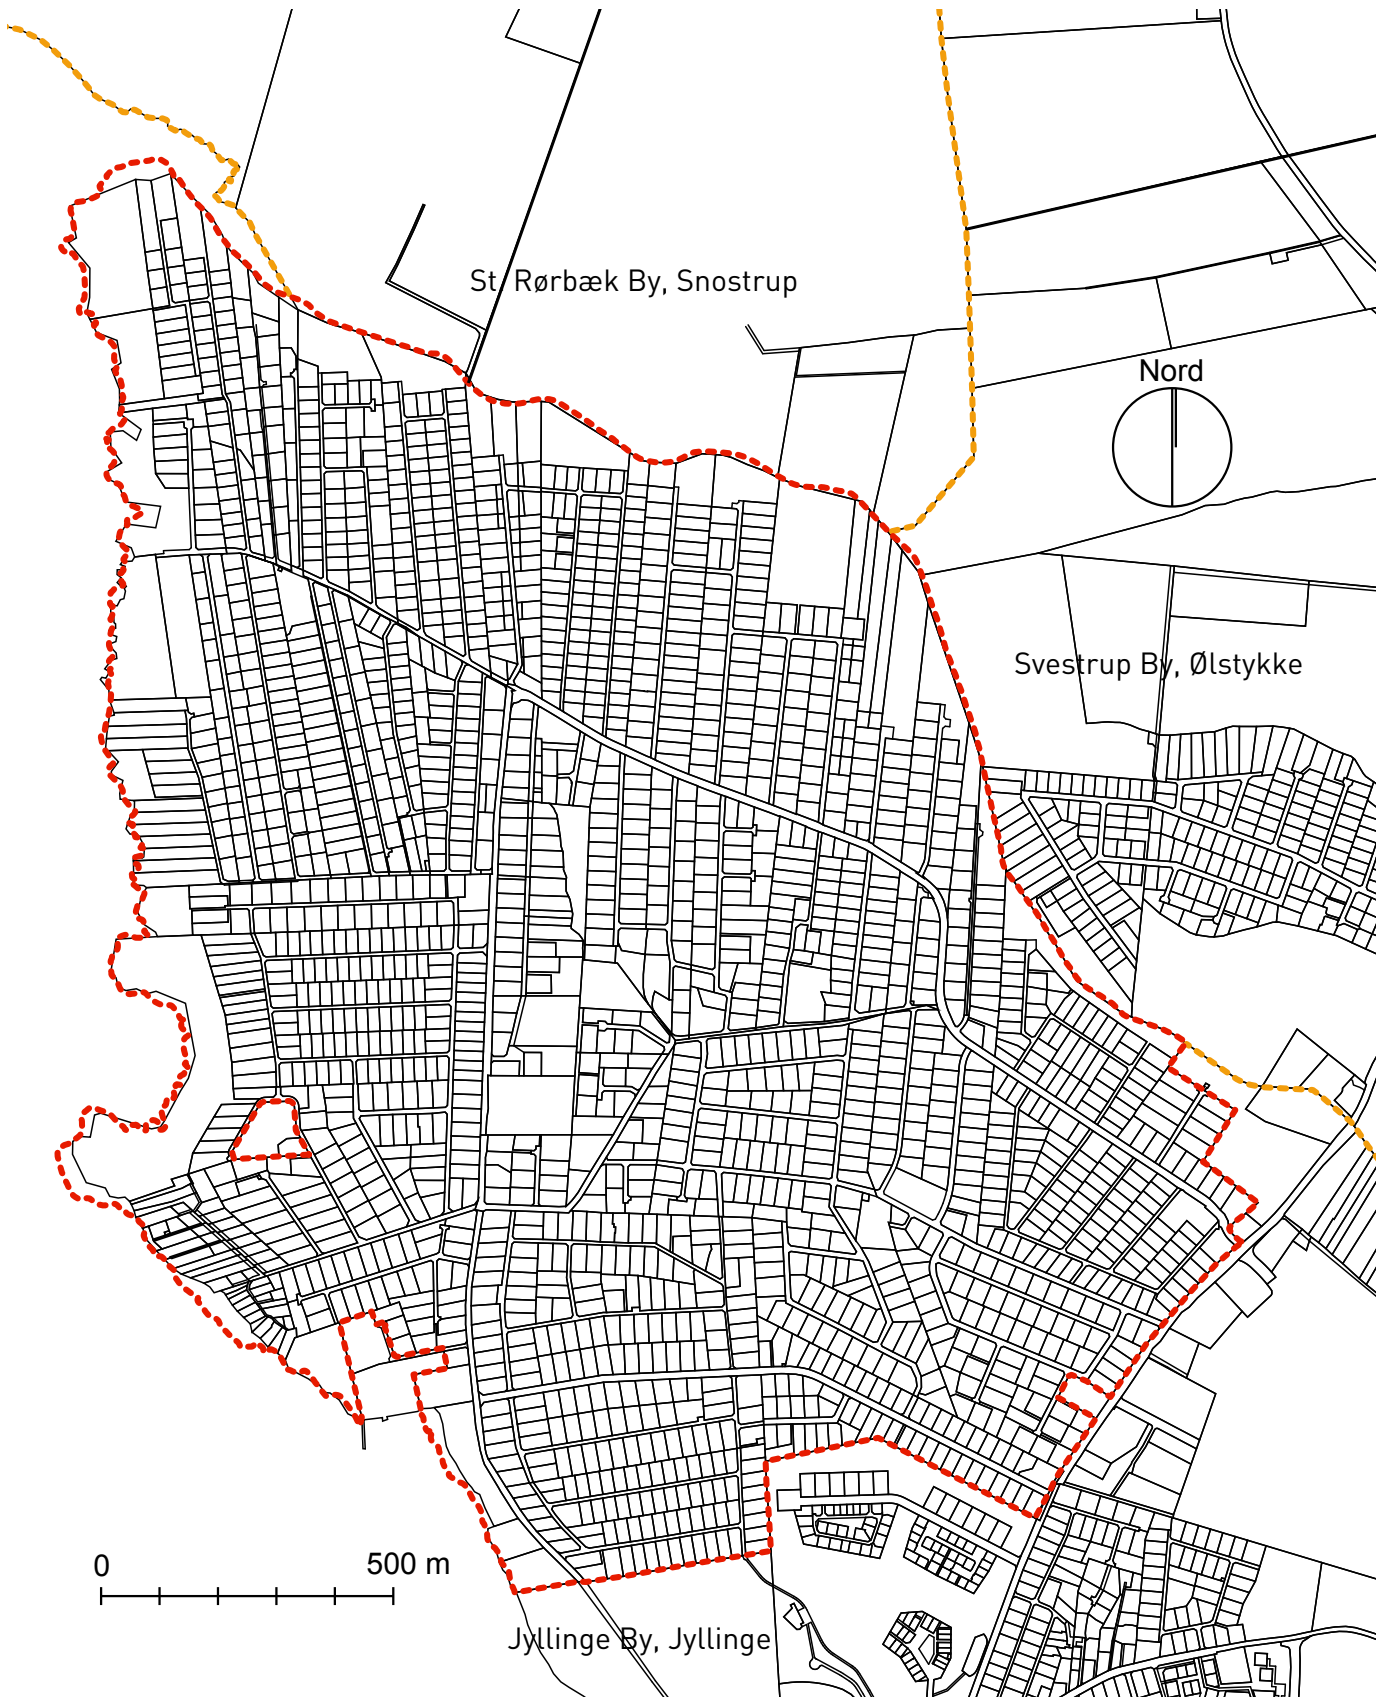 St. Rørbæk By, Snostrup
Nord
Svestrup By, Ølstykke
0
500 m
Jyllinge By, Jyllinge